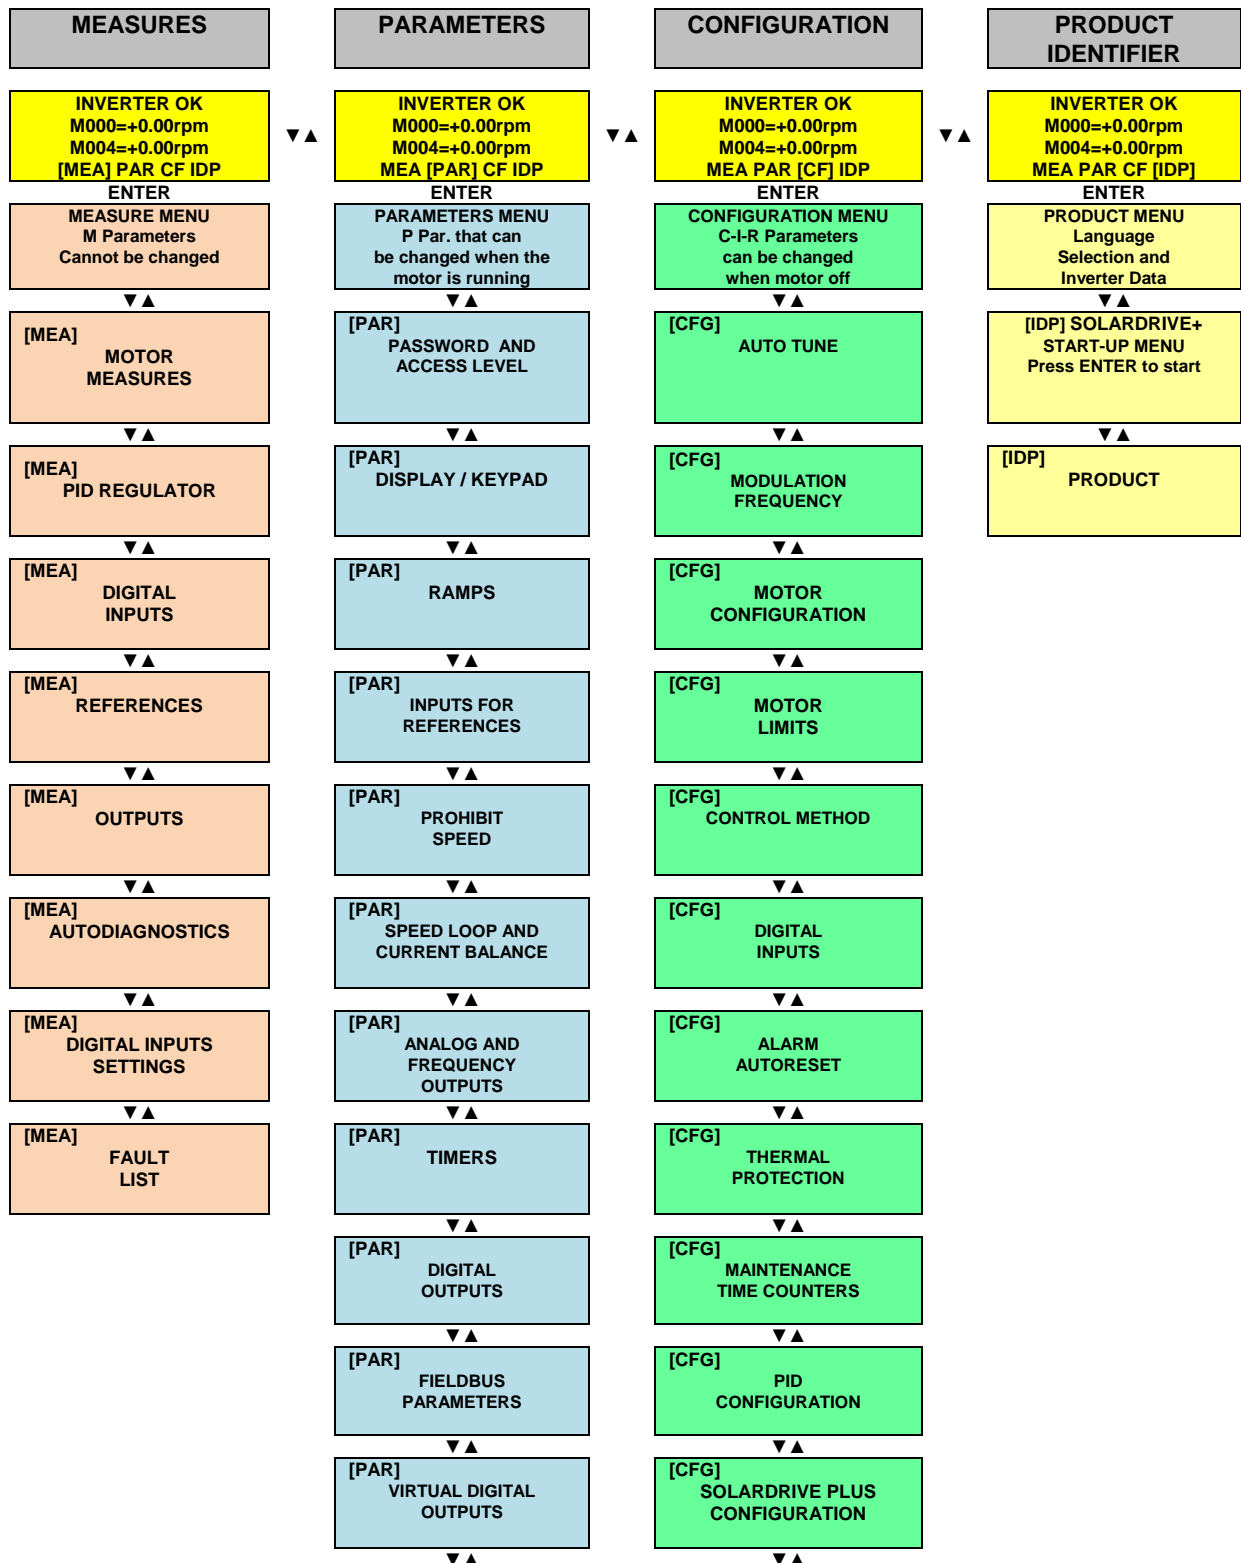 MEASURES
INVERTER OK
M000=+0.00rpm
M004=+0.00rpm
[MEA] PAR CF IDP
ENTER
MEASURE MENU
M Parameters
Cannot be changed
▼▲
[MEA]
MOTOR
MEASURES
▼▲
[MEA]
PID REGULATOR
▼▲
[MEA]
DIGITAL
INPUTS
▼▲
[MEA]
REFERENCES
▼▲
[MEA]
OUTPUTS
▼▲
[MEA]
AUTODIAGNOSTICS
▼▲
[MEA]
DIGITAL INPUTS
SETTINGS
▼▲
[MEA]
FAULT
LIST
▼▲
PARAMETERS
INVERTER OK
M000=+0.00rpm
M004=+0.00rpm
MEA [PAR] CF IDP
ENTER
PARAMETERS MENU
P Par. that can
be changed when the
motor is running
▼▲
[PAR]
PASSWORD AND
ACCESS LEVEL
▼▲
[PAR]
DISPLAY / KEYPAD
▼▲
[PAR]
RAMPS
▼▲
[PAR]
INPUTS FOR
REFERENCES
▼▲
[PAR]
PROHIBIT
SPEED
▼▲
[PAR]
SPEED LOOP AND
CURRENT BALANCE
▼▲
[PAR]
ANALOG AND
FREQUENCY
OUTPUTS
▼▲
[PAR]
TIMERS
▼▲
[PAR]
DIGITAL
OUTPUTS
▼▲
[PAR]
FIELDBUS
PARAMETERS
▼▲
[PAR]
VIRTUAL DIGITAL
OUTPUTS
▼▲
▼▲
CONFIGURATION
INVERTER OK
M000=+0.00rpm
M004=+0.00rpm
MEA PAR [CF] IDP
ENTER
CONFIGURATION MENU
C-I-R Parameters
can be changed
when motor off
▼▲
[CFG]
AUTO TUNE
▼▲
[CFG]
MODULATION
FREQUENCY
▼▲
[CFG]
MOTOR
CONFIGURATION
▼▲
[CFG]
MOTOR
LIMITS
▼▲
[CFG]
CONTROL METHOD
▼▲
[CFG]
DIGITAL
INPUTS
▼▲
[CFG]
ALARM
AUTORESET
▼▲
[CFG]
THERMAL
PROTECTION
▼▲
[CFG]
MAINTENANCE
TIME COUNTERS
▼▲
[CFG]
PID
CONFIGURATION
▼▲
[CFG]
SOLARDRIVE PLUS
CONFIGURATION
▼▲
▼▲
PRODUCT
IDENTIFIER
INVERTER OK
M000=+0.00rpm
M004=+0.00rpm
MEA PAR CF [IDP]
ENTER
PRODUCT MENU
Language
Selection and
Inverter Data
▼▲
[IDP] SOLARDRIVE+
START-UP MENU
Press ENTER to start
▼▲
[IDP]
PRODUCT